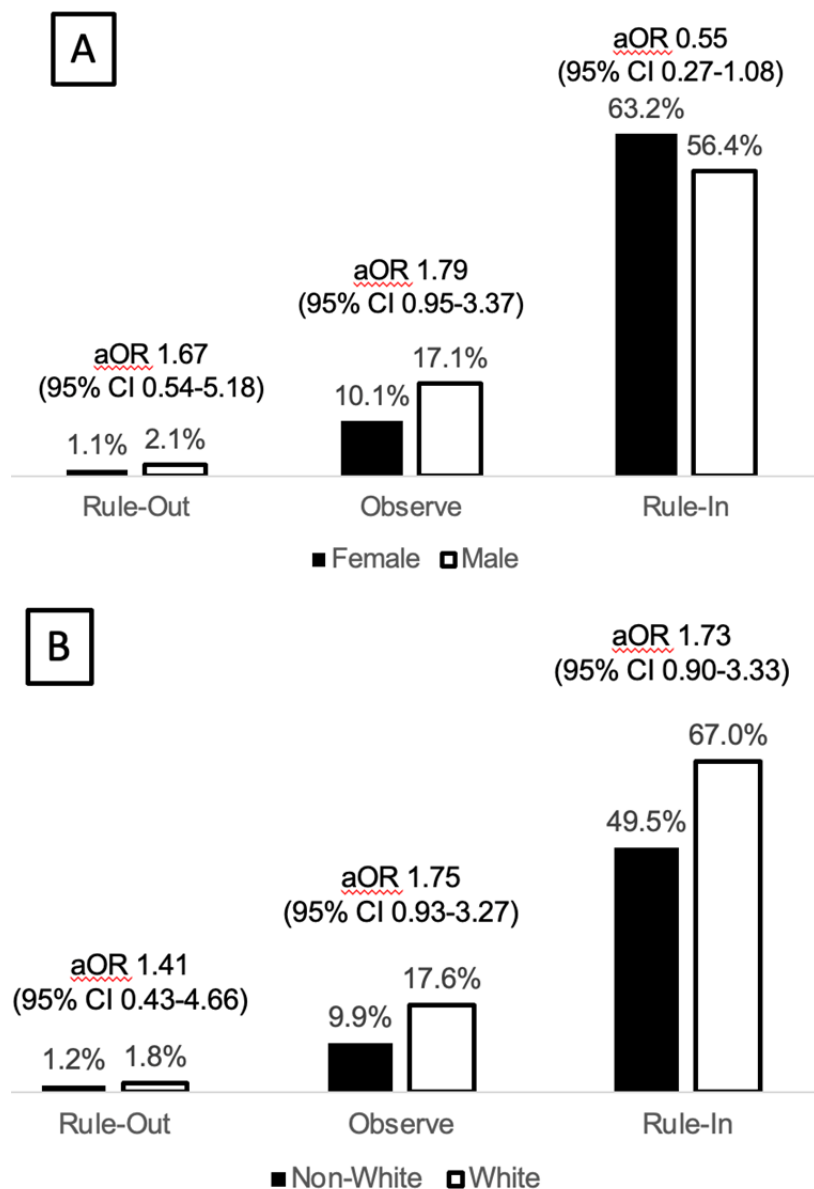 A
aOR 0.55
(95% CI 0.27-1.08)
63.2%
56.4%
aOR 1.79
(95% CI 0.95-3.37)
17.1%
10.1%
aOR 1.67
(95% CI 0.54-5.18)
1.1% 2.1%
Rule-Out Observe Rule-In
Female Male
B
aOR 1.73
(95% CI 0.90-3.33)
67.0%
49.5%
aOR 1.75
(95% CI 0.93-3.27)
17.6%
9.9%
aOR 1.41
(95% CI 0.43-4.66)
1.2% 1.8%
Rule-Out Observe Rule-In
Non-White White